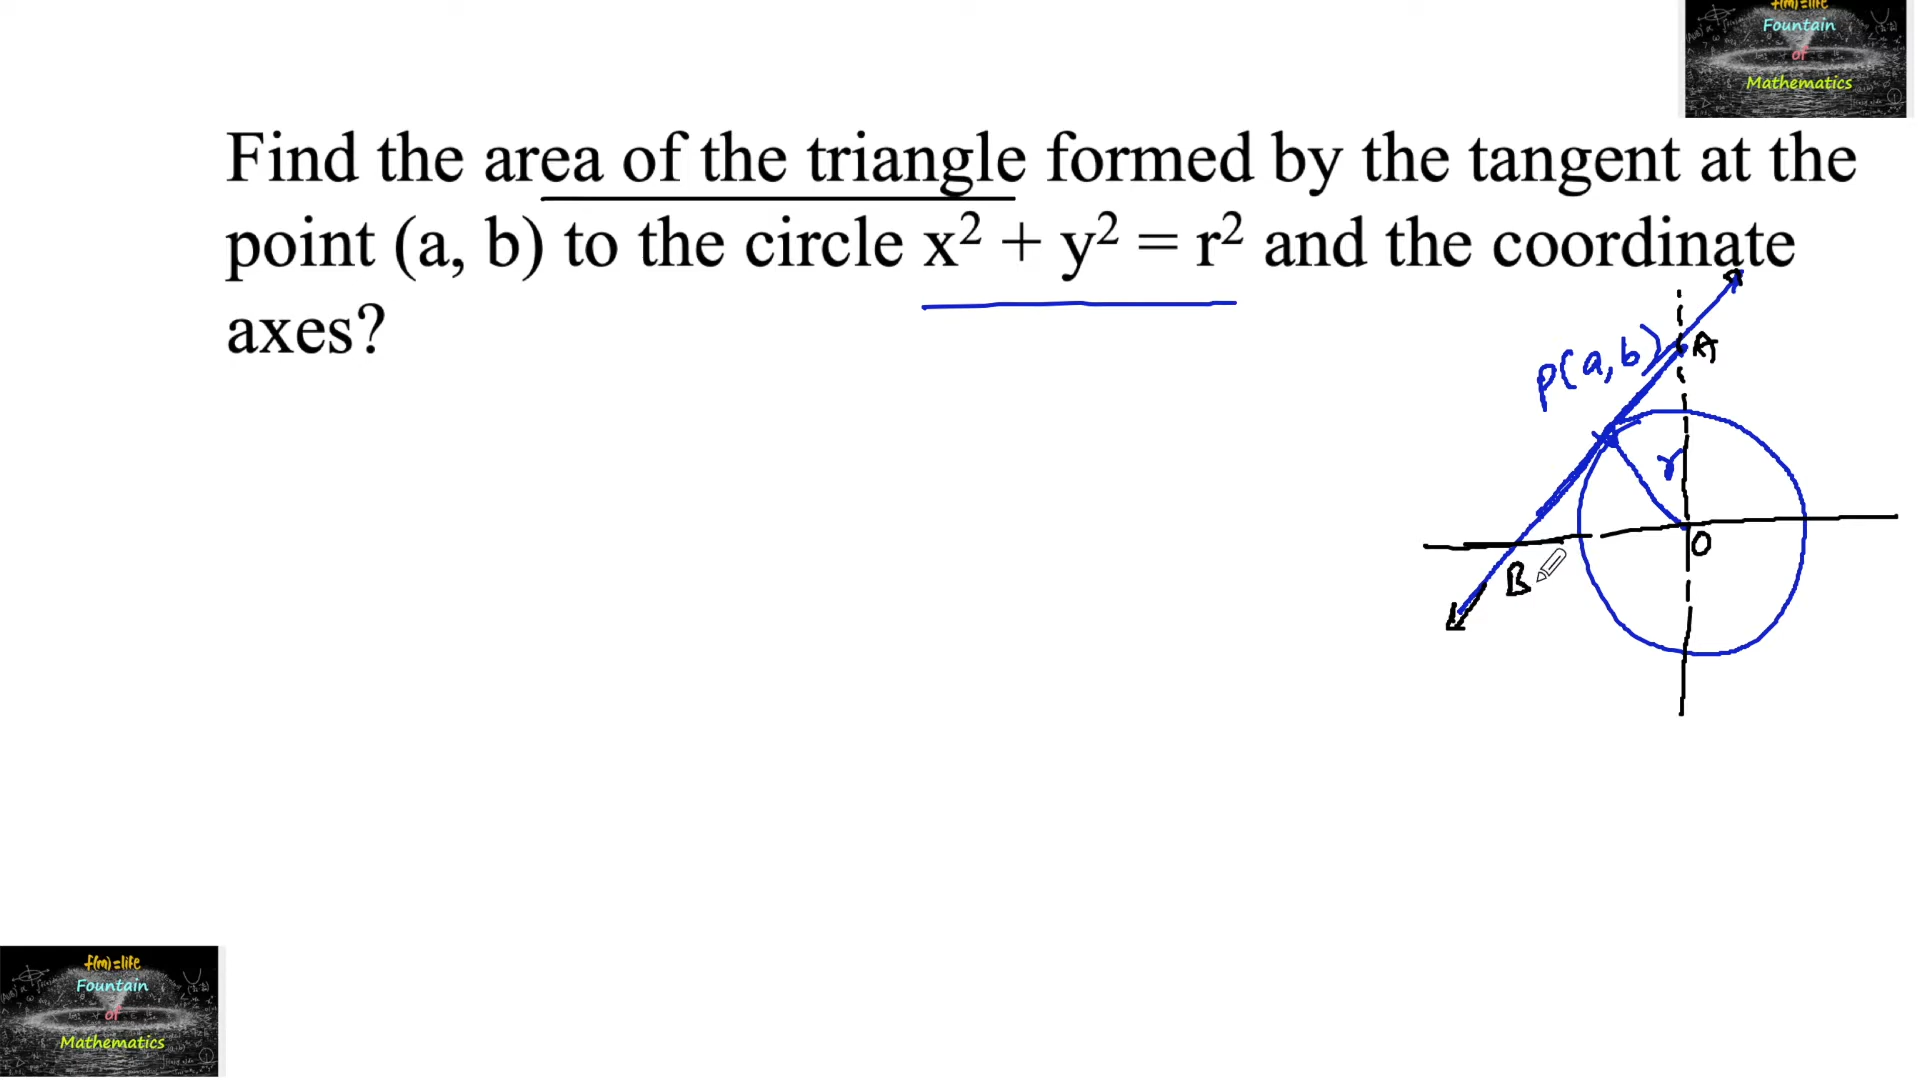 f(m)=life
Fountain
of
Mathematics
Find the area of the triangle formed by the tangent at the
point (a, b) to the circle x² + y² = r² and the coordinate
axes?
P(a,b)
A
r
O
B
f(m)=life
Fountain
of
Mathematics